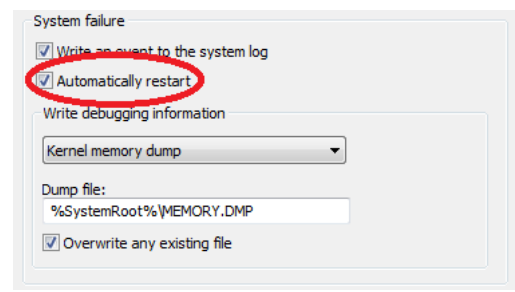 System failure
Write an event to the system log
Automatically restart
Write debugging information
Kernel memory dump
Dump file:
%SystemRoot%\MEMORY.DMP
Overwrite any existing file